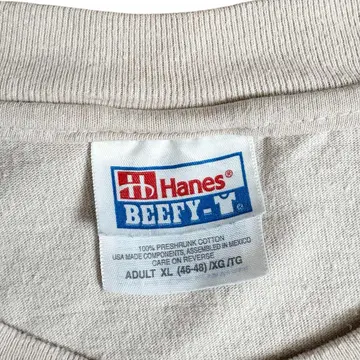 Hanes®
BEEFY-T®
100% PRESHRUNK COTTON
USA MADE COMPONENTS, ASSEMBLED IN MEXICO
CARE ON REVERSE
ADULT XL (46-48) /XG /TG